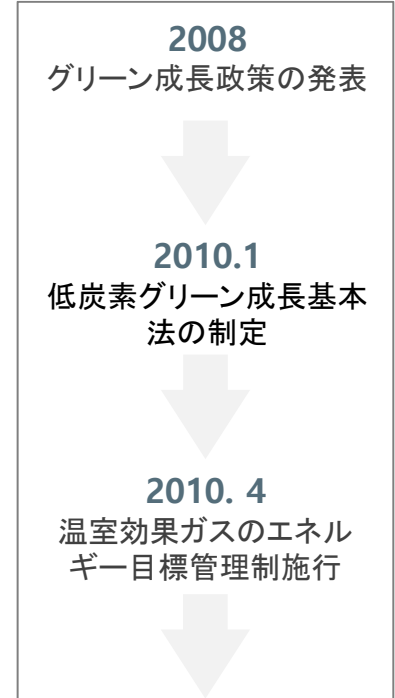 2008
グリーン成長政策の発表
2010.1
低炭素グリーン成長基本
法の制定
2010. 4
温室効果ガスのエネル
ギー目標管理制施行